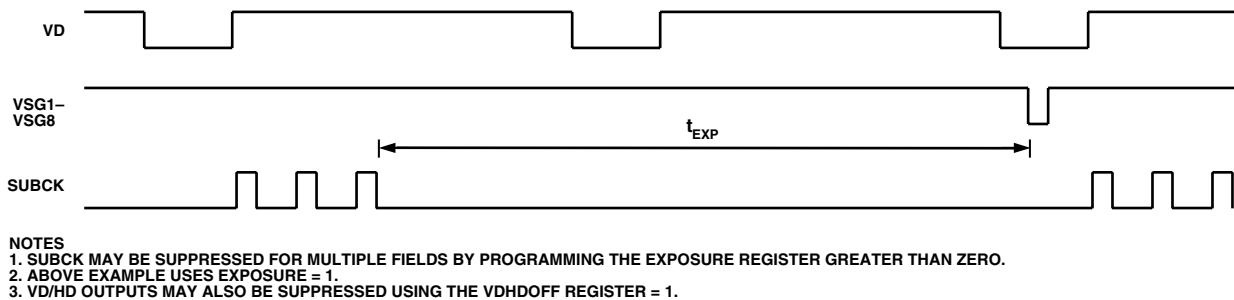 VD
VSG1–
VSG8
tEXP
SUBCK
NOTES
1. SUBCK MAY BE SUPPRESSED FOR MULTIPLE FIELDS BY PROGRAMMING THE EXPOSURE REGISTER GREATER THAN ZERO.
2. ABOVE EXAMPLE USES EXPOSURE = 1.
3. VD/HD OUTPUTS MAY ALSO BE SUPPRESSED USING THE VDHDOFF REGISTER = 1.